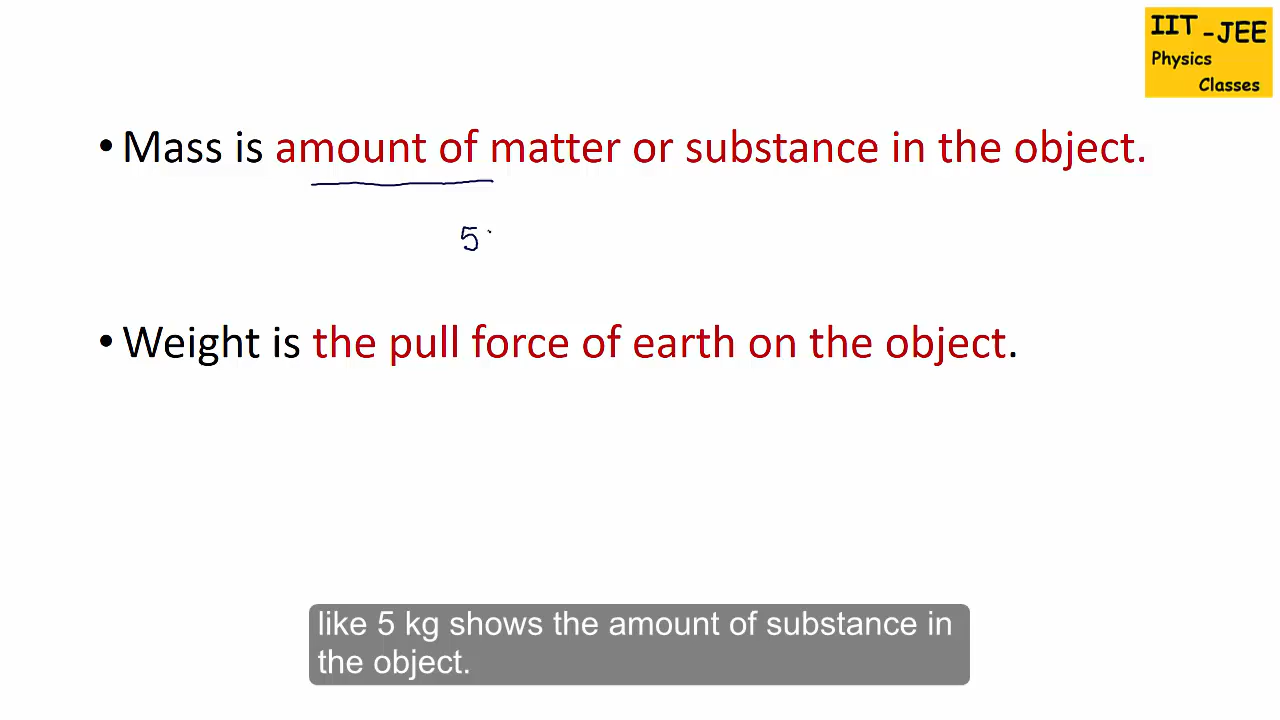 IIT - JEE
Physics
Classes
• Mass is amount of matter or substance in the object.
5
• Weight is the pull force of earth on the object.
like 5 kg shows the amount of substance in
the object.